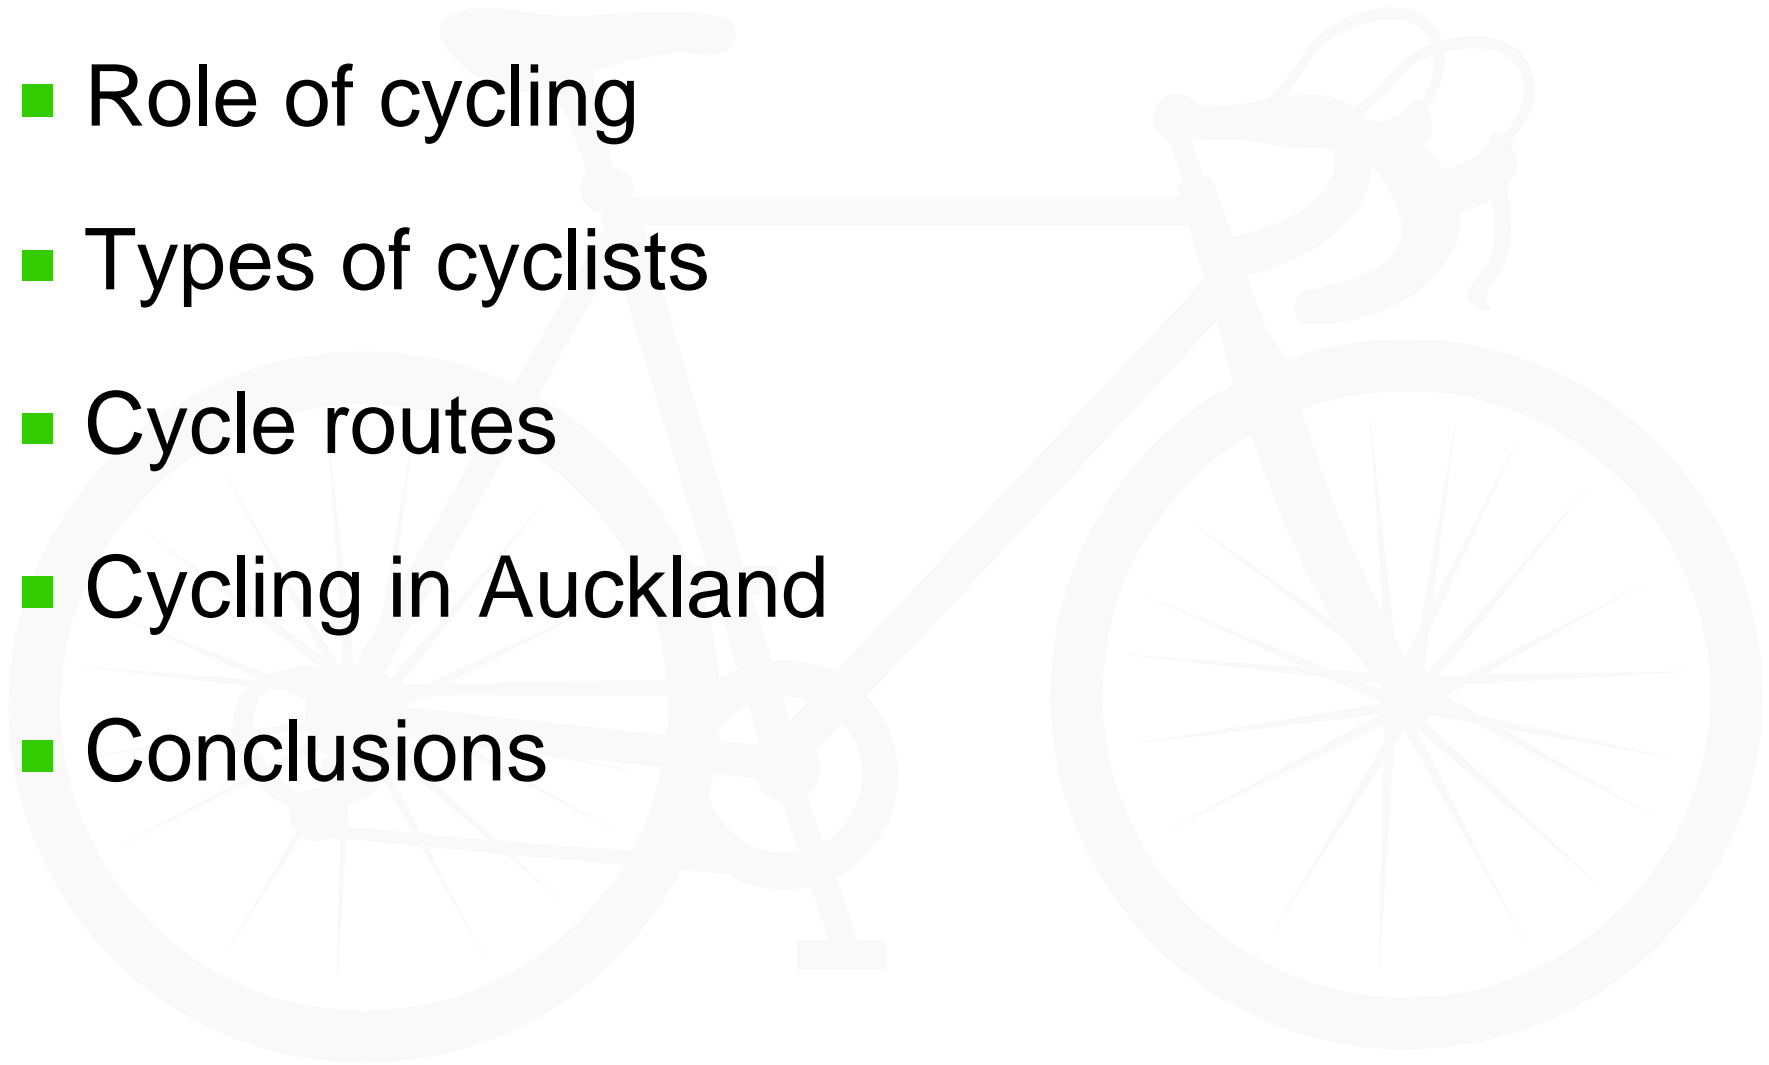 Role of cycling
Types of cyclists
Cycle routes
Cycling in Auckland
Conclusions